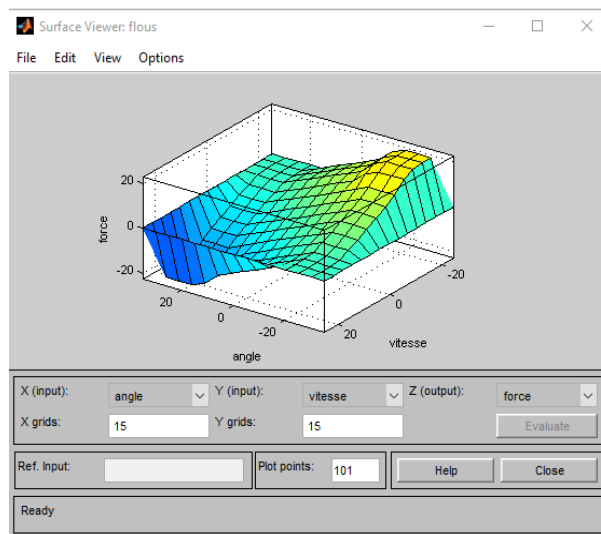 Surface Viewer: flous
File Edit View Options
20
0
-20
force
20
0
-20
angle
20
0
-20
vitesse
X (input): angle Y (input): vitesse Z (output): force
X grids: 15 Y grids: 15 Evaluate
Ref. Input: Plot points: 101 Help Close
Ready